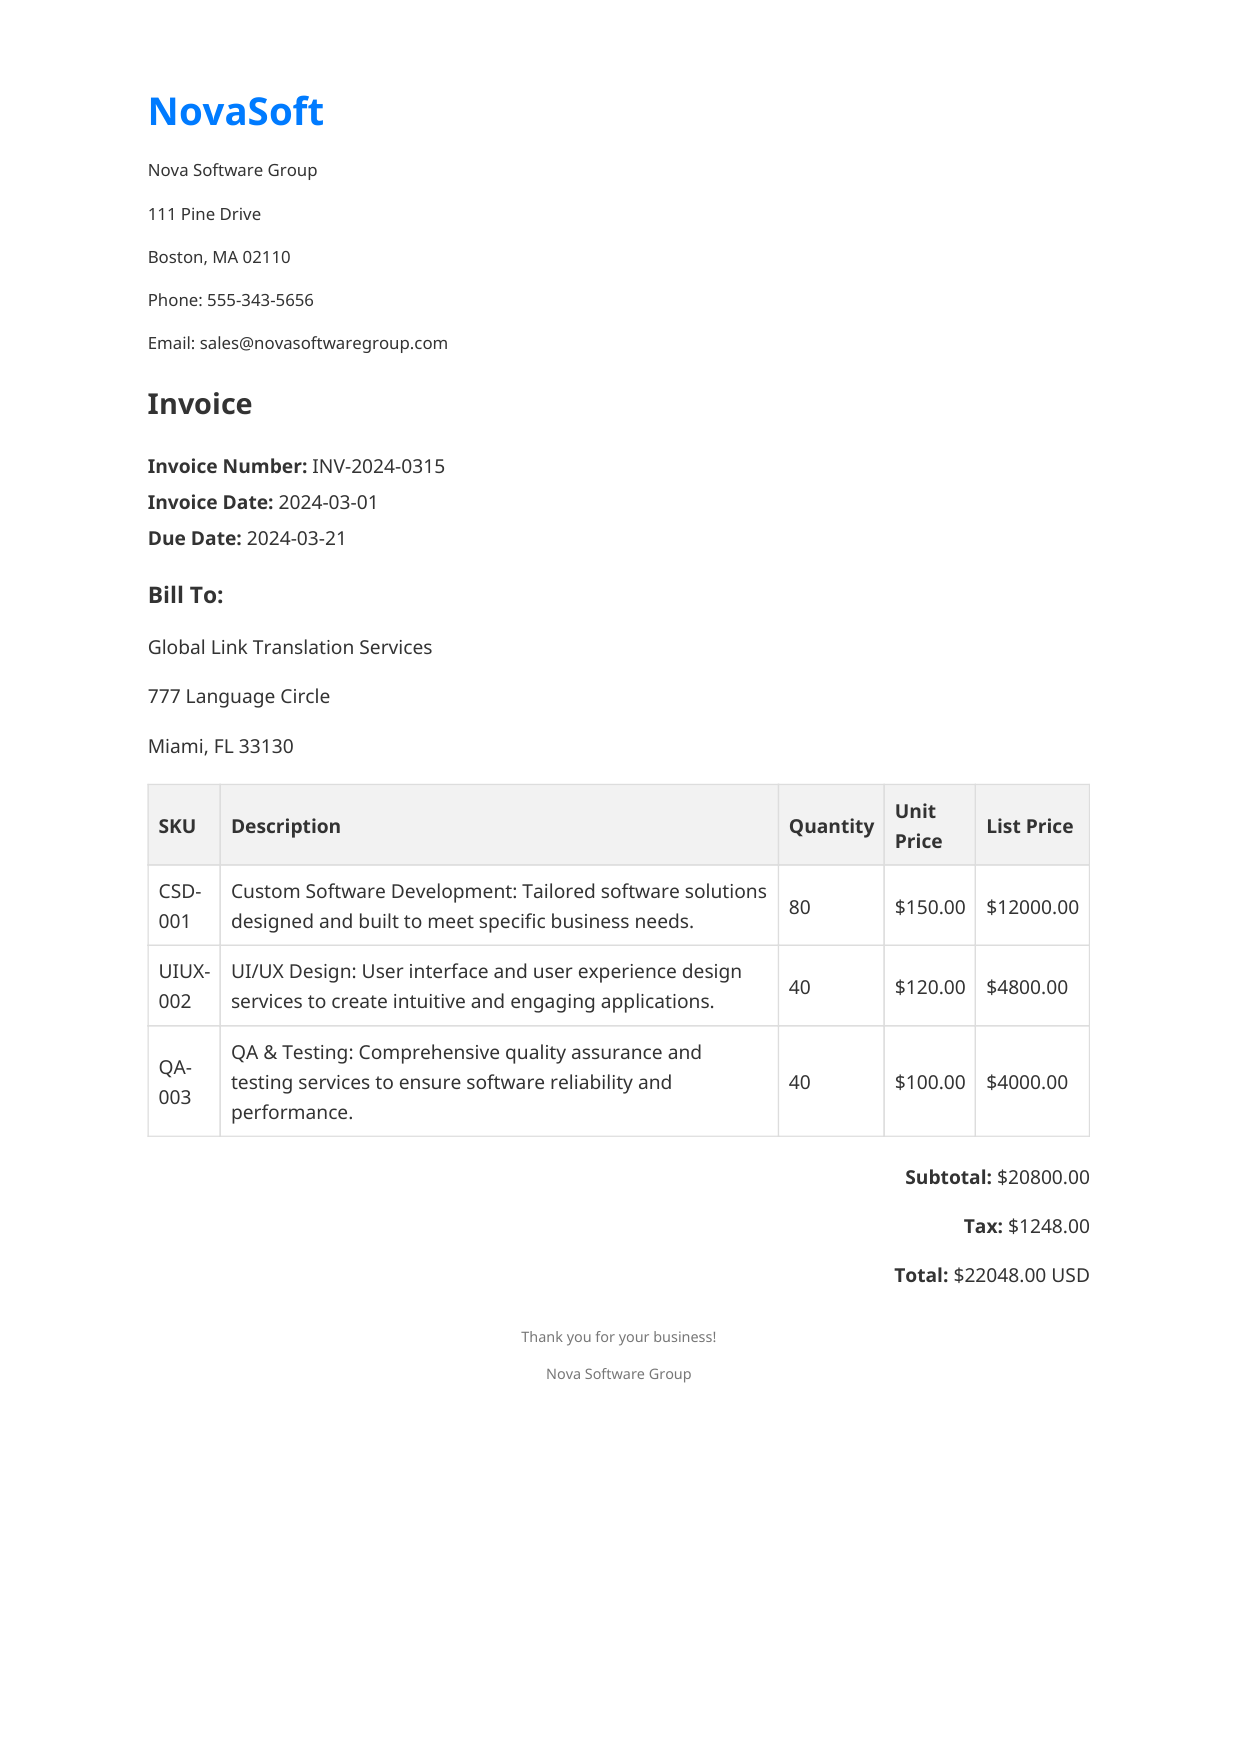 NovaSoft
Nova Software Group
111 Pine Drive
Boston, MA 02110
Phone: 555-343-5656
Email: sales@novasoftwaregroup.com
Invoice
Invoice Number: INV-2024-0315
Invoice Date: 2024-03-01
Due Date: 2024-03-21
Bill To:
Global Link Translation Services
777 Language Circle
Miami, FL 33130
SKU Description Quantity Unit Price List Price
CSD-001 Custom Software Development: Tailored software solutions
designed and built to meet specific business needs. 80 $150.00 $12000.00
UIUX-002 UI/UX Design: User interface and user experience design
services to create intuitive and engaging applications. 40 $120.00 $4800.00
QA-003 QA & Testing: Comprehensive quality assurance and
testing services to ensure software reliability and
performance. 40 $100.00 $4000.00
Subtotal: $20800.00
Tax: $1248.00
Total: $22048.00 USD
Thank you for your business!
Nova Software Group